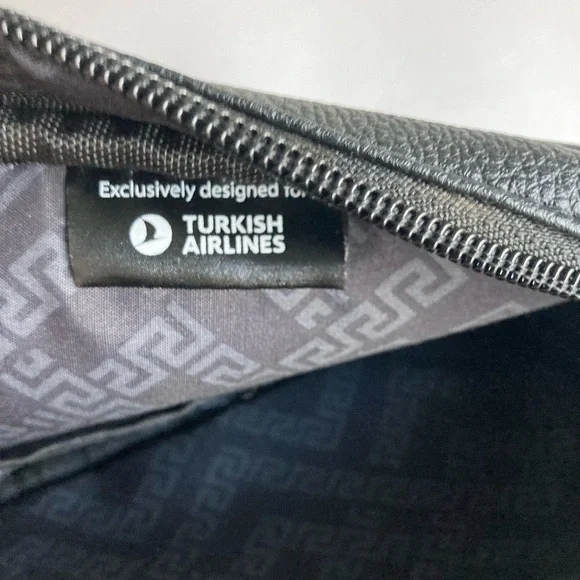 Exclusively designed for
TURKISH
AIRLINES